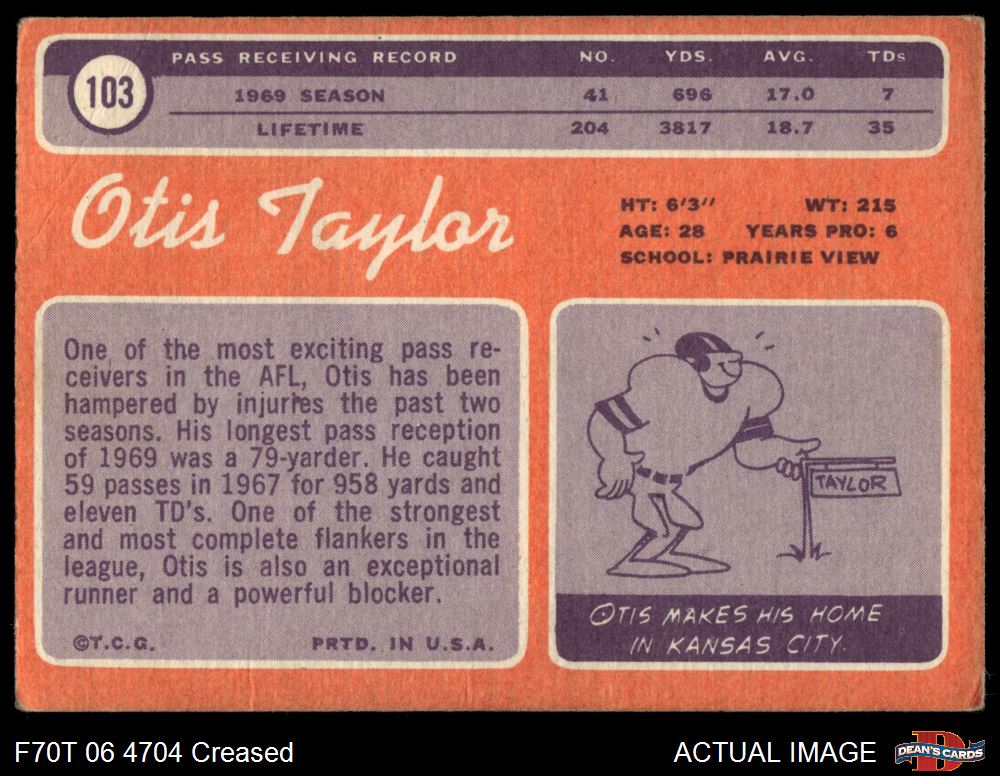 103
PASS RECEIVING RECORD NO. YDS. AVG. TDs
1969 SEASON 41 696 17.0 7
LIFETIME 204 3817 18.7 35
Otis Taylor
HT: 6'3'' WT: 215
AGE: 28 YEARS PRO: 6
SCHOOL: PRAIRIE VIEW
One of the most exciting pass re-
ceivers in the AFL, Otis has been
hampered by injuries the past two
seasons. His longest pass reception
of 1969 was a 79-yarder. He caught
59 passes in 1967 for 958 yards and
eleven TD's. One of the strongest
and most complete flankers in the
league, Otis is also an exceptional
runner and a powerful blocker.
©T.C.G. PRTD. IN U.S.A.
TAYLOR
OTIS MAKES HIS HOME
IN KANSAS CITY.
F70T 06 4704 Creased
ACTUAL IMAGE
D
DEAN'S CARDS